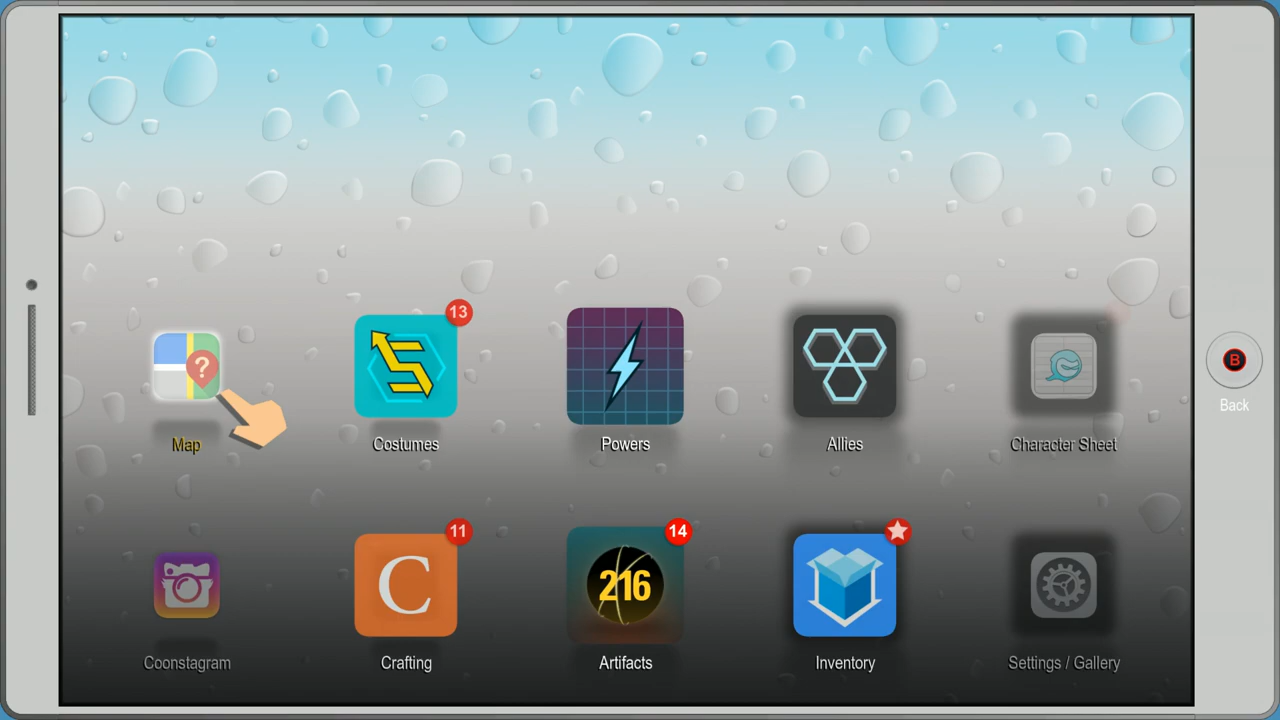 13
?
Map
Costumes
Powers
Allies
Character Sheet
B
Back
11
14
C
216
Coonstagram
Crafting
Artifacts
Inventory
Settings / Gallery